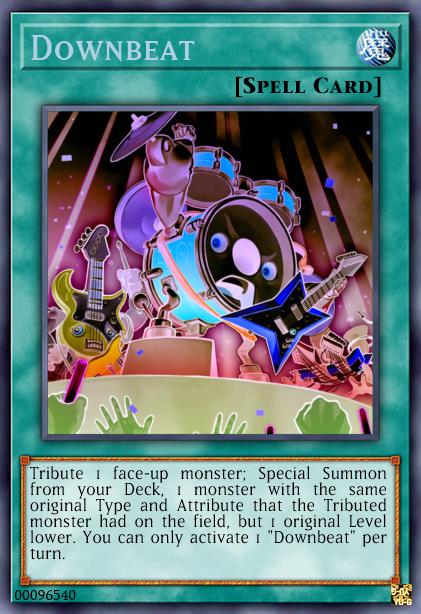 DOWNBEAT
魔
[SPELL CARD]
Tribute 1 face-up monster; Special Summon
from your Deck, 1 monster with the same
original Type and Attribute that the Tributed
monster had on the field, but 1 original Level
lower. You can only activate 1 "Downbeat" per
turn.
00096540